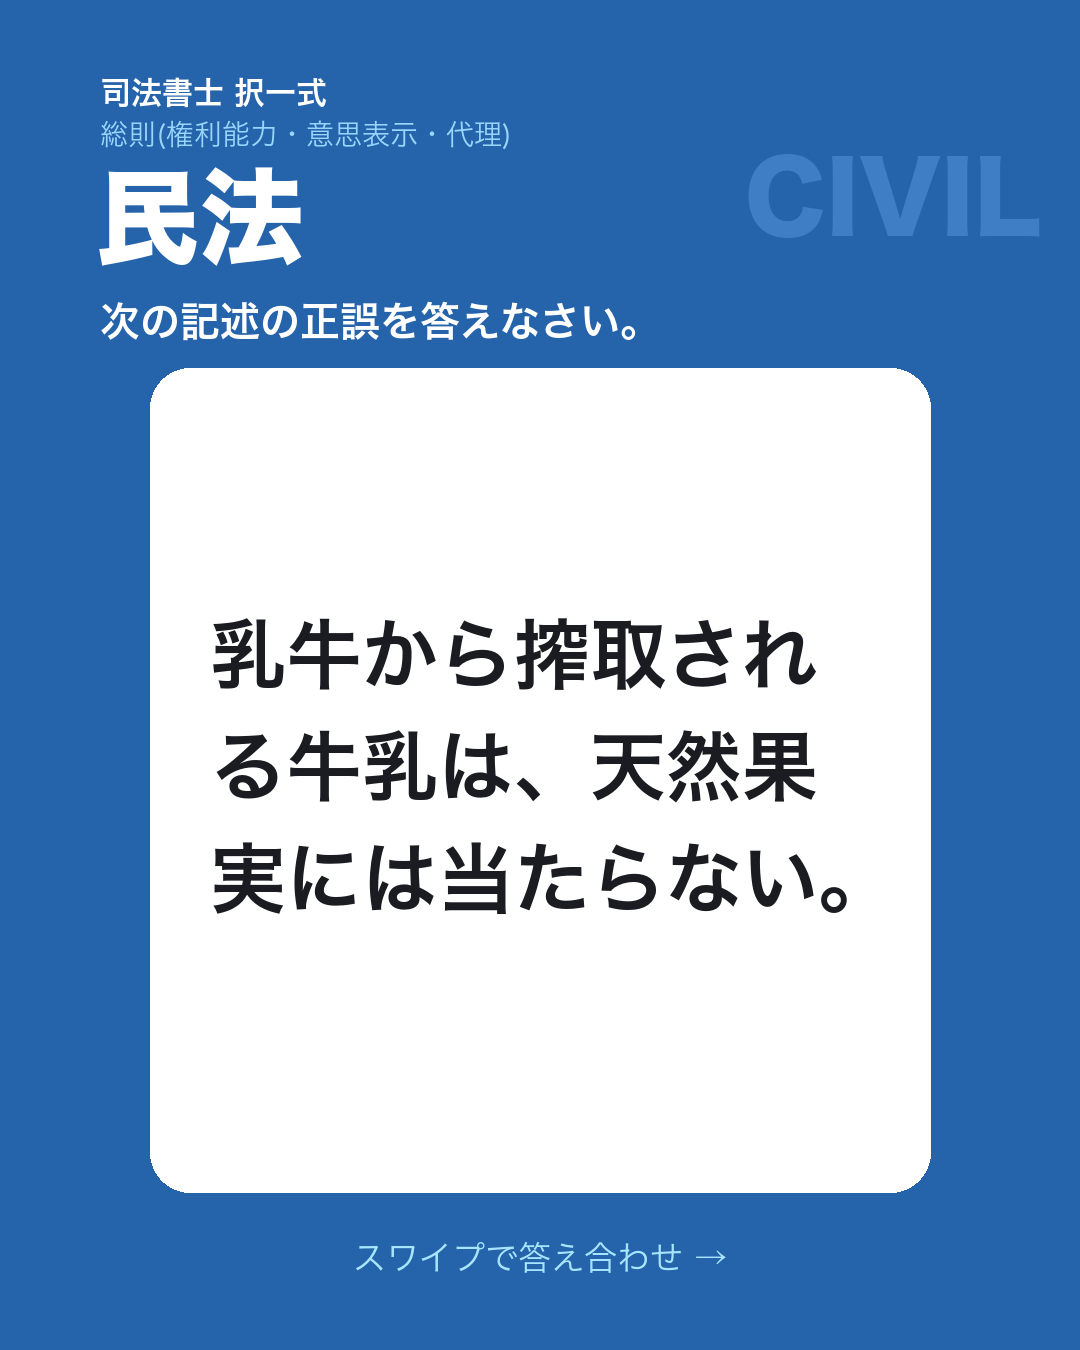 司法書士 択一式
総則(権利能力・意思表示・代理)
民法
CIVIL
次の記述の正誤を答えなさい。
乳牛から搾取され
る牛乳は、天然果
実には当たらない。
スワイプで答え合わせ →